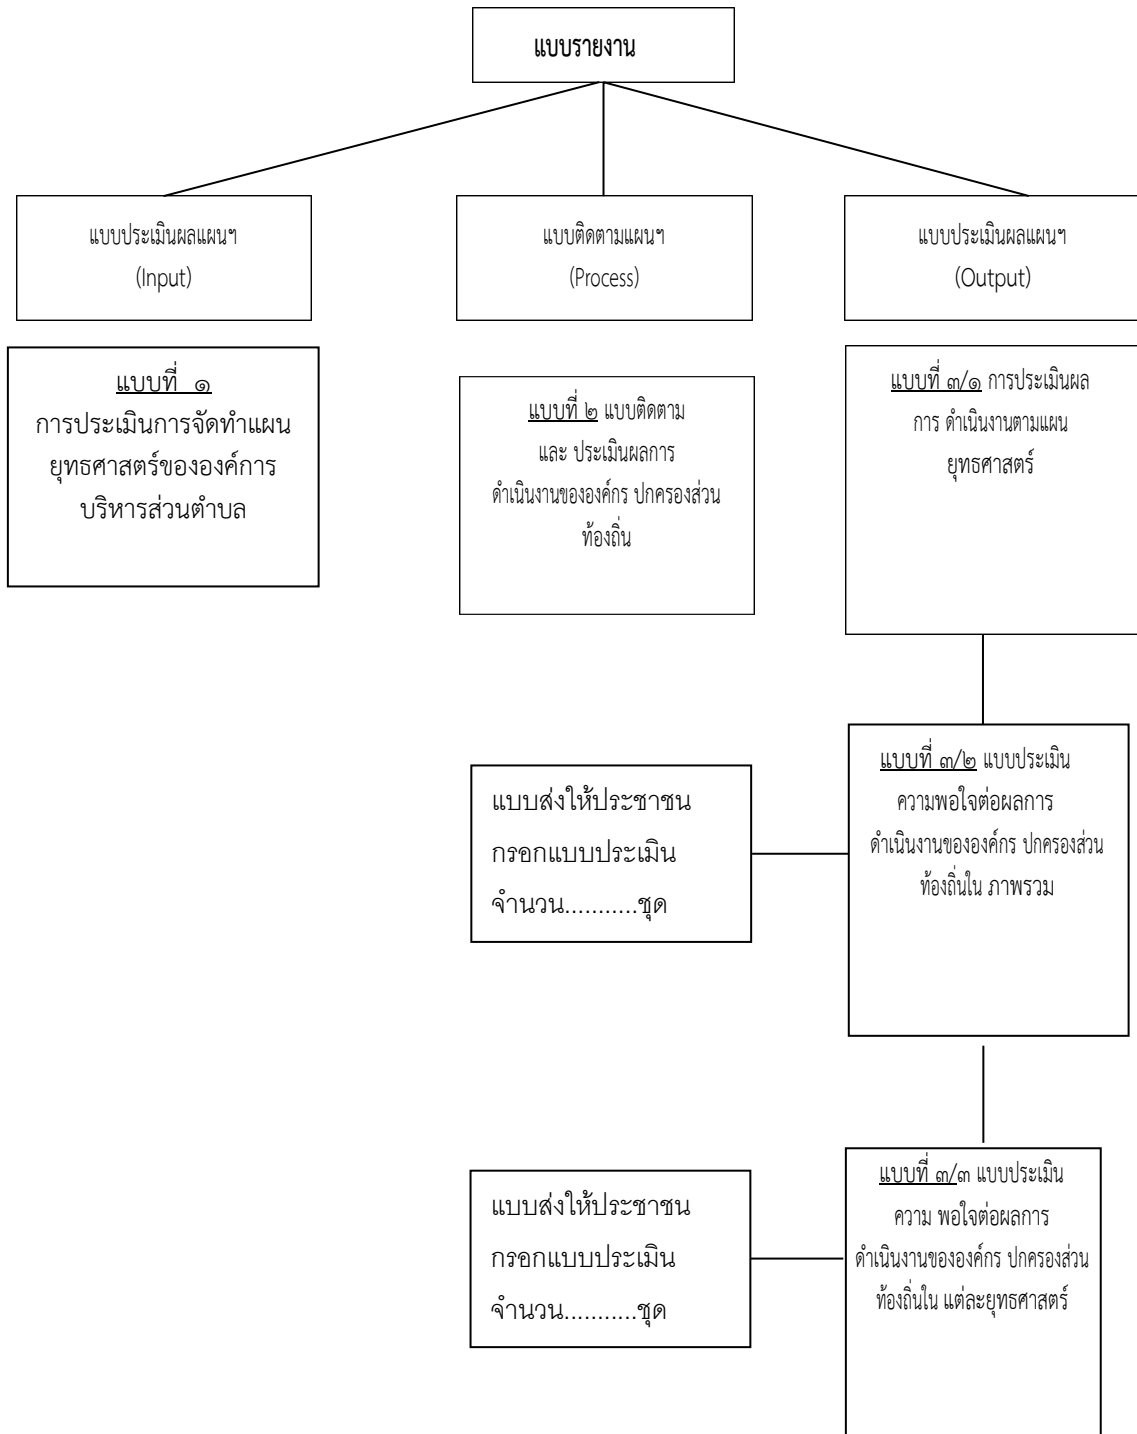 แบบรายงาน
แบบประเมินผลแผนฯ
(Input)
แบบติดตามแผนฯ
(Process)
แบบประเมินผลแผนฯ
(Output)
แบบที่ ๑
การประเมินการจัดทำแผน
ยุทธศาสตร์ขององค์การ
บริหารส่วนตำบล
แบบที่ ๒ แบบติดตาม
และ ประเมินผลการ
ดำเนินงานขององค์กร ปกครองส่วน
ท้องถิ่น
แบบที่ ๓/๑ การประเมินผล
การ ดำเนินงานตามแผน
ยุทธศาสตร์
แบบส่งให้ประชาชน
กรอกแบบประเมิน
จำนวน...........ชุด
แบบที่ ๓/๒ แบบประเมิน
ความพอใจต่อผลการ
ดำเนินงานขององค์กร ปกครองส่วน
ท้องถิ่นใน ภาพรวม
แบบส่งให้ประชาชน
กรอกแบบประเมิน
จำนวน...........ชุด
แบบที่ ๓/๓ แบบประเมิน
ความ พอใจต่อผลการ
ดำเนินงานขององค์กร ปกครองส่วน
ท้องถิ่นใน แต่ละยุทธศาสตร์